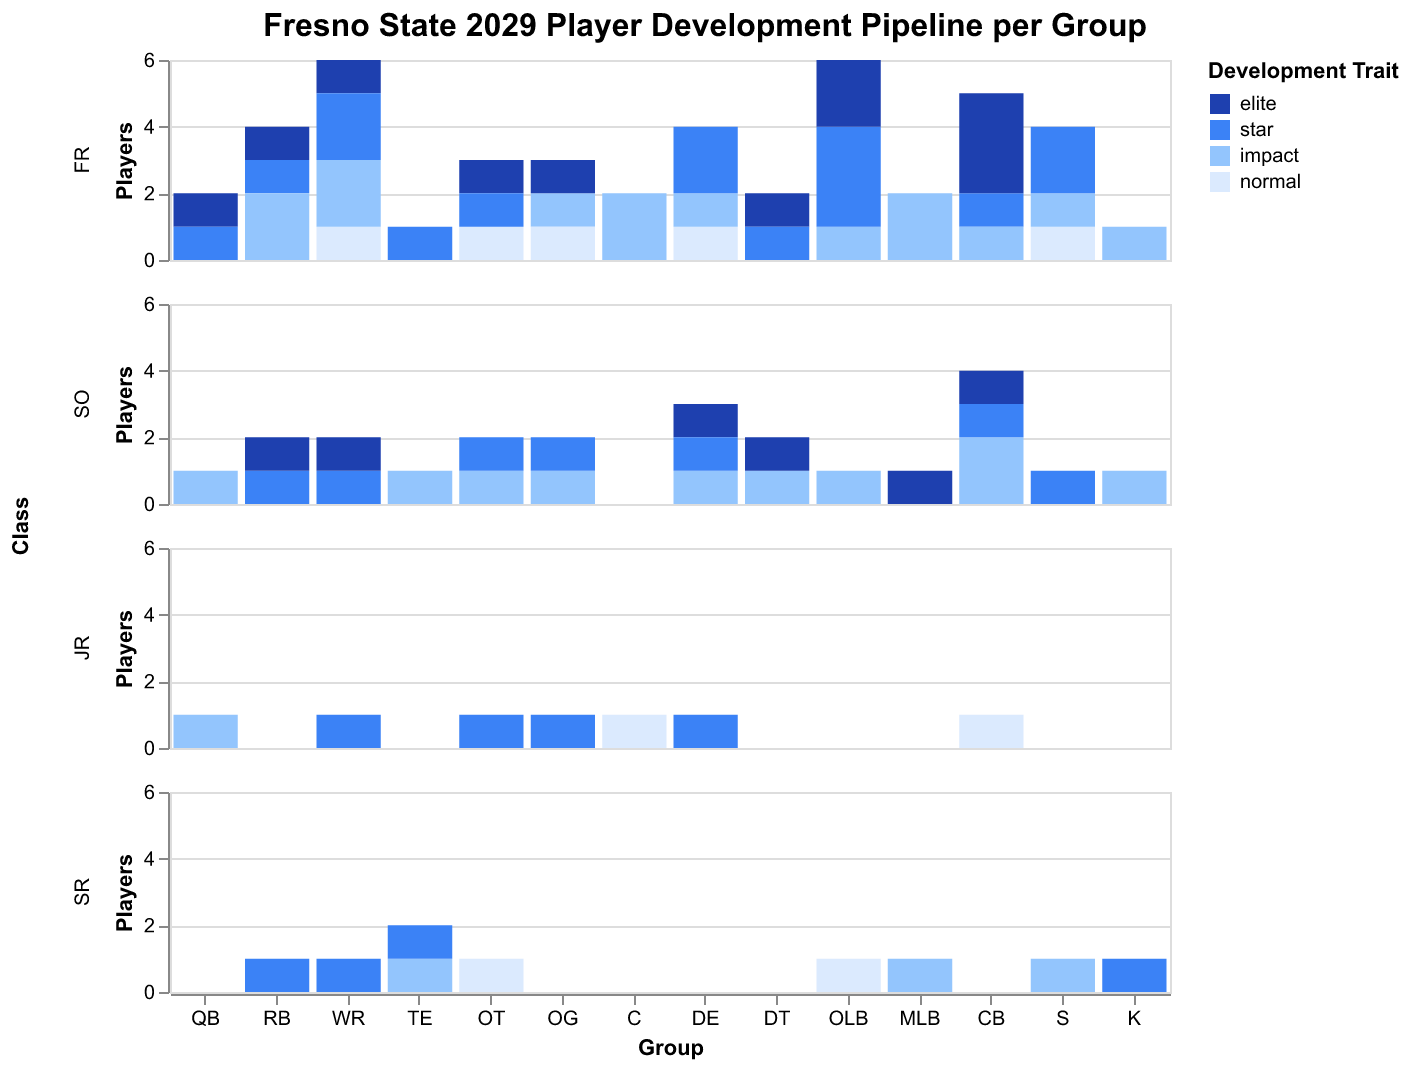 Fresno State 2029 Player Development Pipeline per Group
Development Trait
elite
star
impact
normal
Class
FR
Players
6
4
2
0
SO
Players
6
4
2
0
JR
Players
6
4
2
0
SR
Players
6
4
2
0
QB RB WR TE OT OG C DE DT OLB MLB CB S K
Group